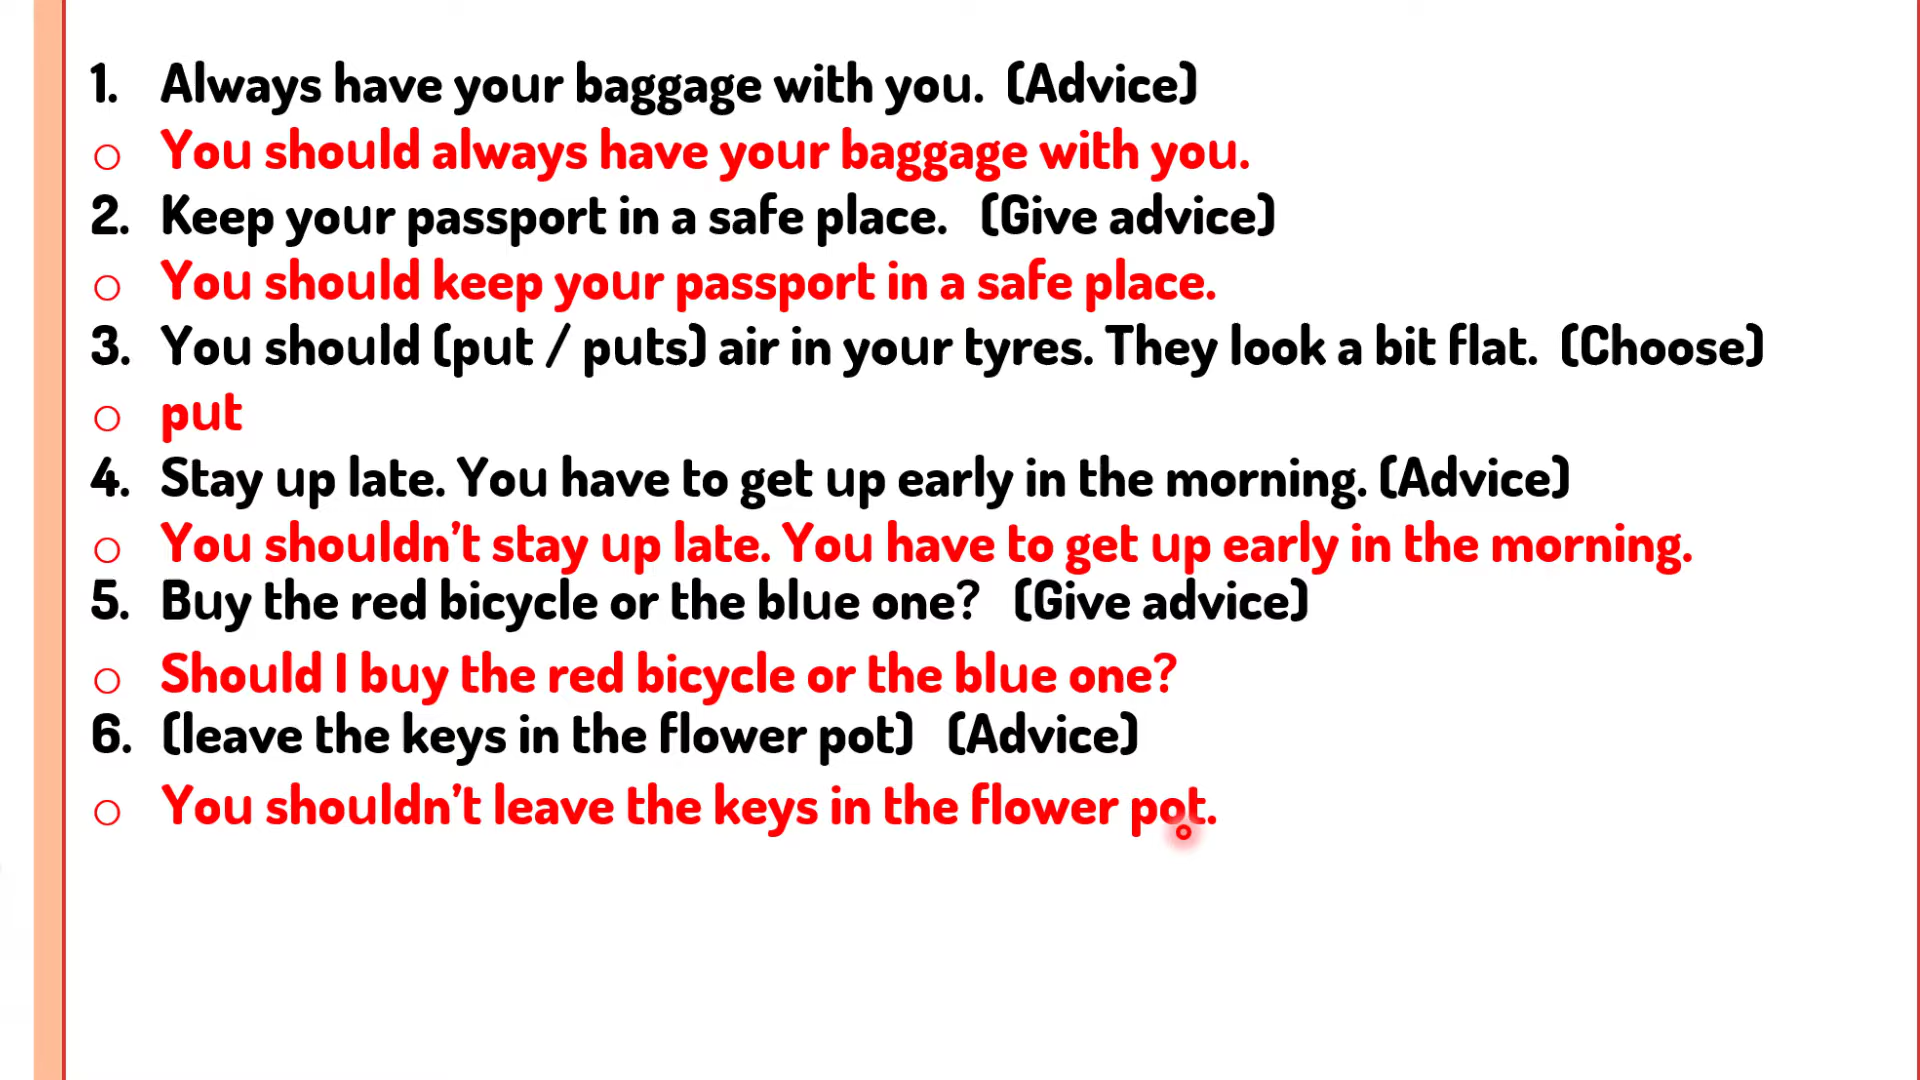 1. Always have your baggage with you. (Advice)
o You should always have your baggage with you.
2. Keep your passport in a safe place. (Give advice)
o You should keep your passport in a safe place.
3. You should (put / puts) air in your tyres. They look a bit flat. (Choose)
o put
4. Stay up late. You have to get up early in the morning. (Advice)
o You shouldn't stay up late. You have to get up early in the morning.
5. Buy the red bicycle or the blue one? (Give advice)
o Should I buy the red bicycle or the blue one?
6. (leave the keys in the flower pot) (Advice)
o You shouldn't leave the keys in the flower pot.